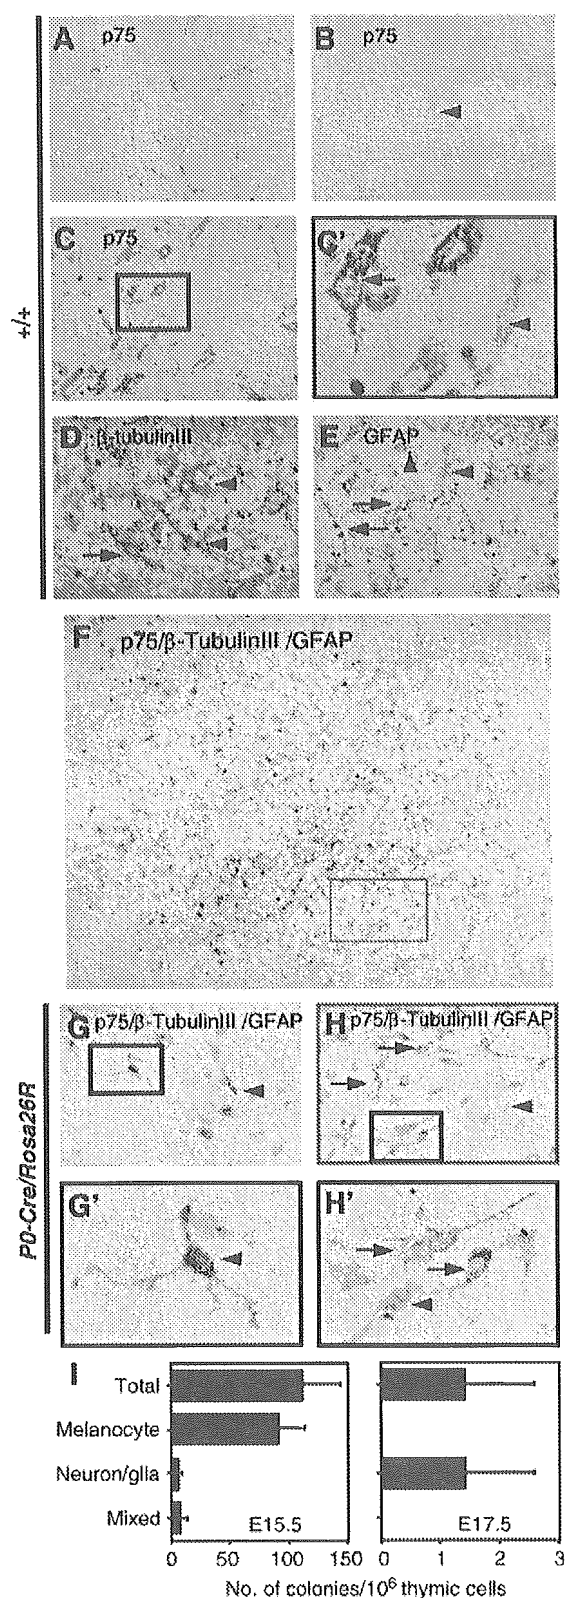 A p75
B p75
+/+
C p75
C'
D β-tubulinIII
E GFAP
F p75/β-TubulinIII /GFAP
P0-Cre/Rosa26R
G p75/β-TubulinIII /GFAP
H p75/β-TubulinIII /GFAP
G'
H'
I
Total
Melanocyte
Neuron/glia
Mixed
E15.5
E17.5
0 50 100 150
0 1 2 3
No. of colonies/10⁶ thymic cells